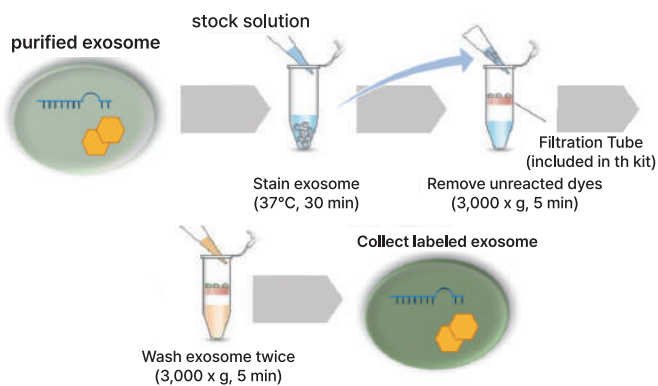 stock solution
purified exosome
Filtration Tube
(included in th kit)
Stain exosome
(37°C, 30 min)
Remove unreacted dyes
(3,000 x g, 5 min)
Collect labeled exosome
Wash exosome twice
(3,000 x g, 5 min)